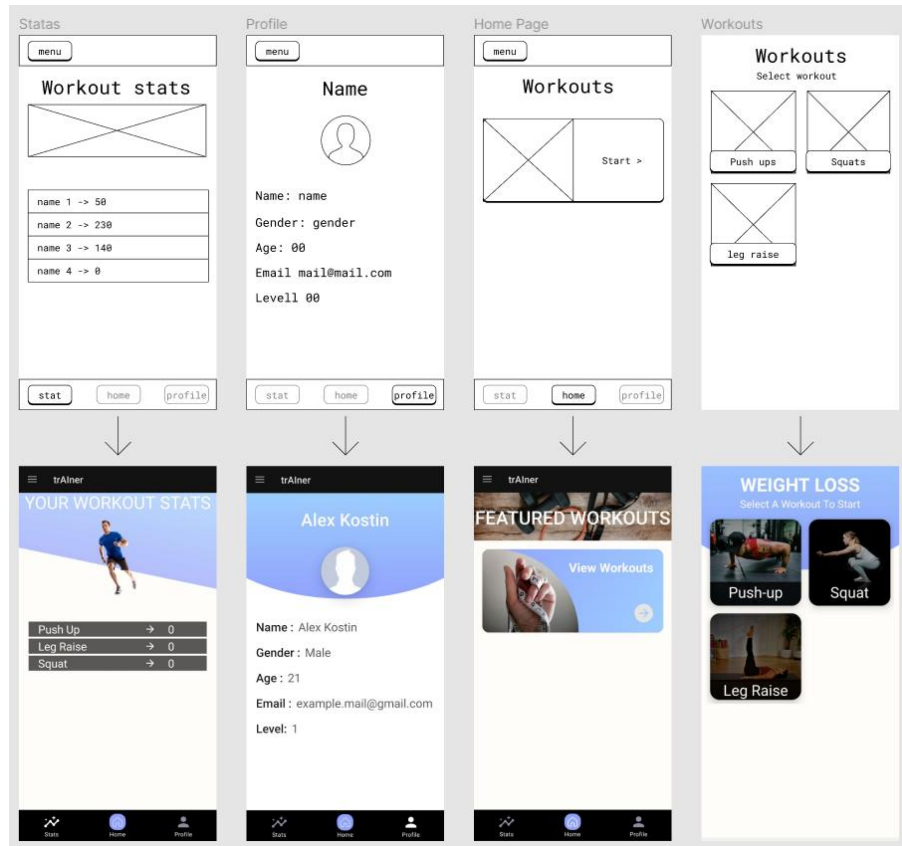 Statas
menu
Workout stats
name 1 -> 50
name 2 -> 230
name 3 -> 140
name 4 -> 0
stat home profile
Profile
menu
Name
Name: name
Gender: gender
Age: 00
Email mail@mail.com
Levell 00
stat home profile
Home Page
menu
Workouts
Start >
stat home profile
Workouts
Workouts
Select workout
Push ups
Squats
leg raise
trAIner
YOUR WORKOUT STATS
Push Up → 0
Leg Raise → 0
Squat → 0
Stats Home Profile
trAIner
Alex Kostin
Name : Alex Kostin
Gender : Male
Age : 21
Email : example.mail@gmail.com
Level: 1
Stats Home Profile
trAIner
FEATURED WORKOUTS
View Workouts
Stats Home Profile
WEIGHT LOSS
Select A Workout To Start
Push-up
Squat
Leg Raise